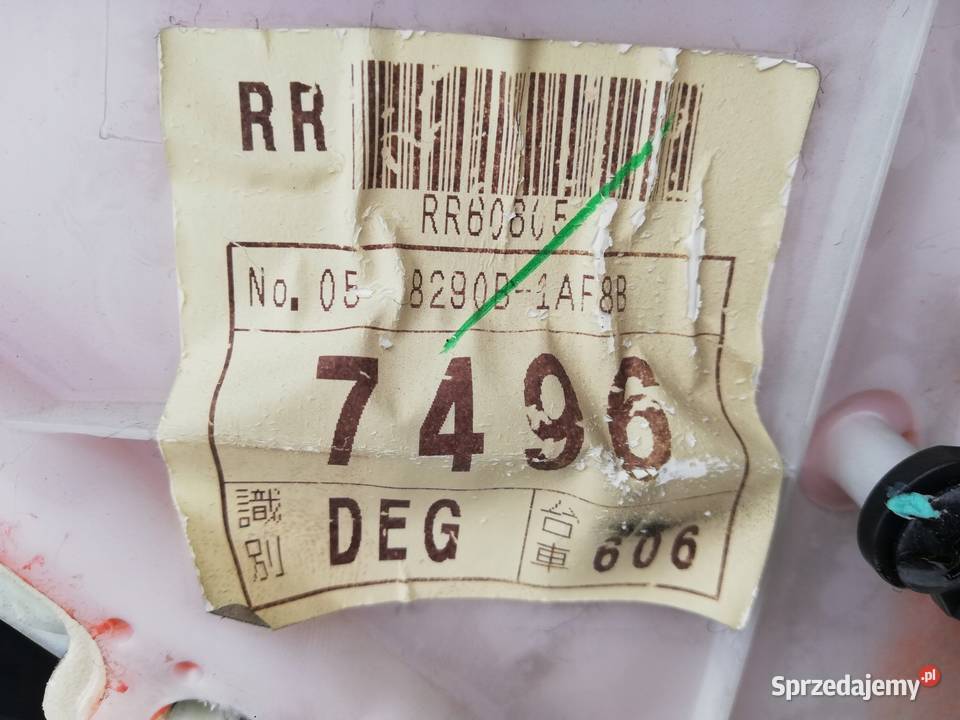 RR
RR60805
No. 05 8290B-1AF8B
7496
識別 DEG 台車 606
Sprzedajemy.pl